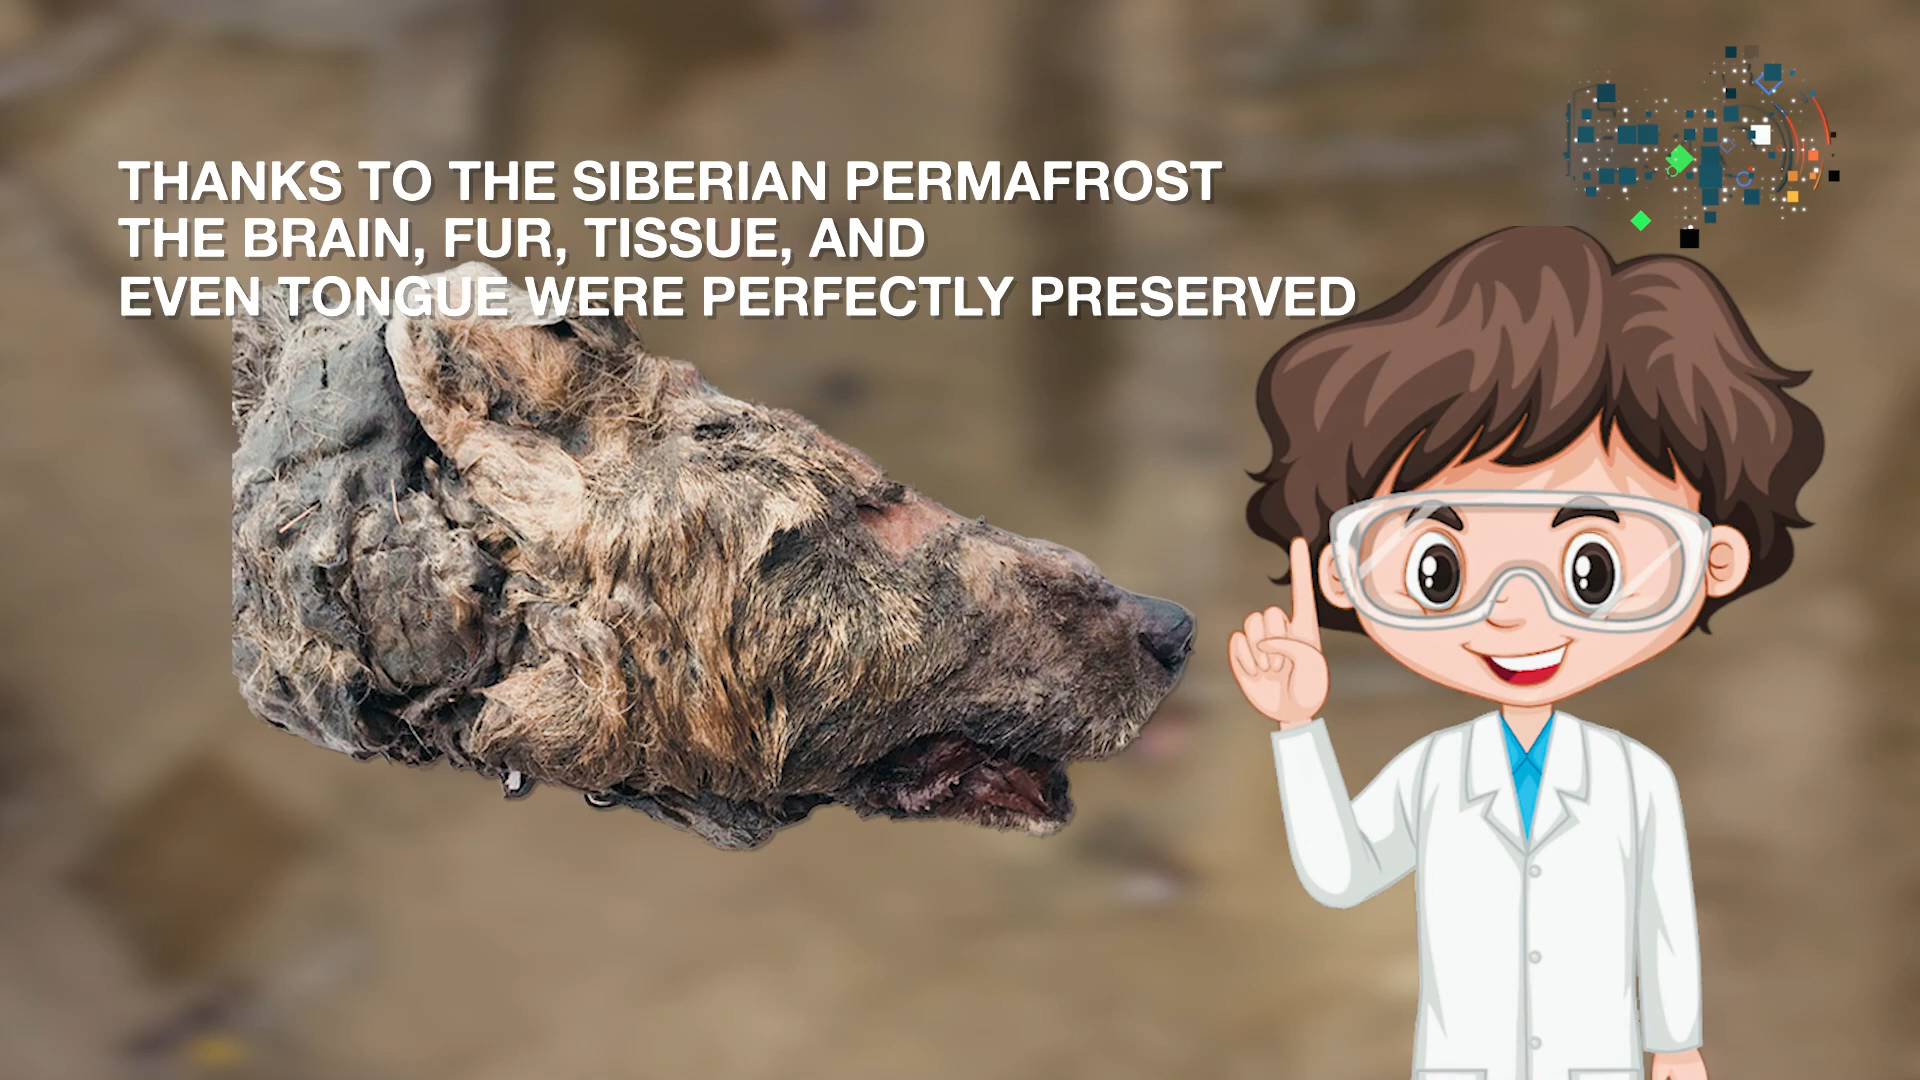 THANKS TO THE SIBERIAN PERMAFROST
THE BRAIN, FUR, TISSUE, AND
EVEN TONGUE WERE PERFECTLY PRESERVED